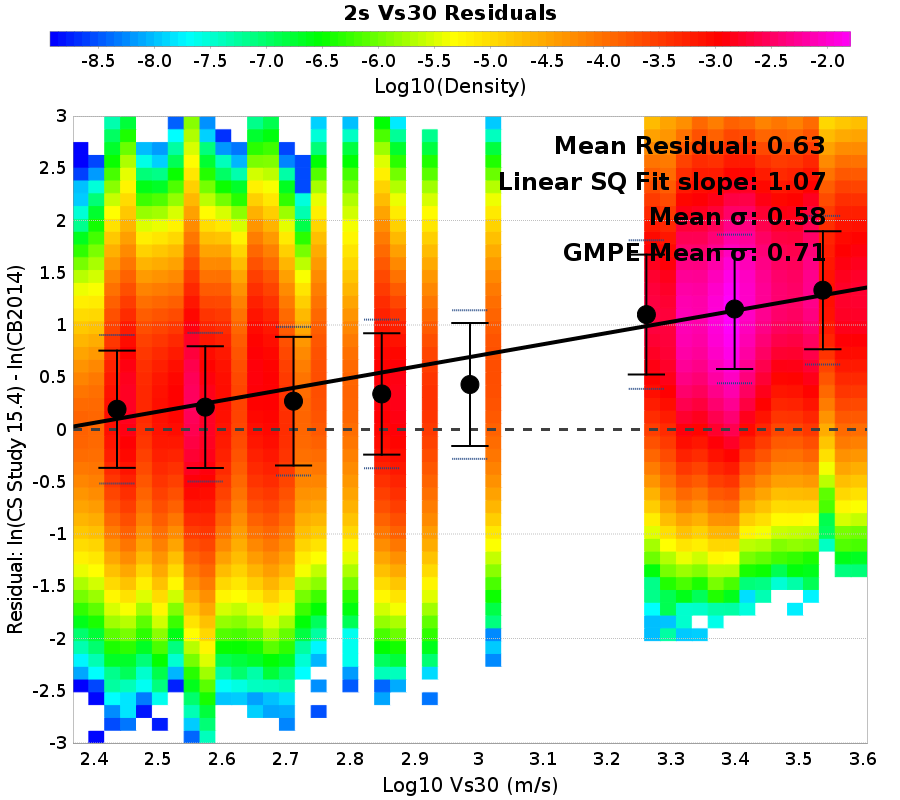 2s Vs30 Residuals
-8.5 -8.0 -7.5 -7.0 -6.5 -6.0 -5.5 -5.0 -4.5 -4.0 -3.5 -3.0 -2.5 -2.0
Log10(Density)
Mean Residual: 0.63
Linear SQ Fit slope: 1.07
Mean σ: 0.58
GMPE Mean σ: 0.71
3
2.5
2
1.5
1
0.5
0
-0.5
-1
-1.5
-2
-2.5
-3
Residual: ln(CS Study 15.4) - ln(CB2014)
2.4 2.5 2.6 2.7 2.8 2.9 3 3.1 3.2 3.3 3.4 3.5 3.6
Log10 Vs30 (m/s)